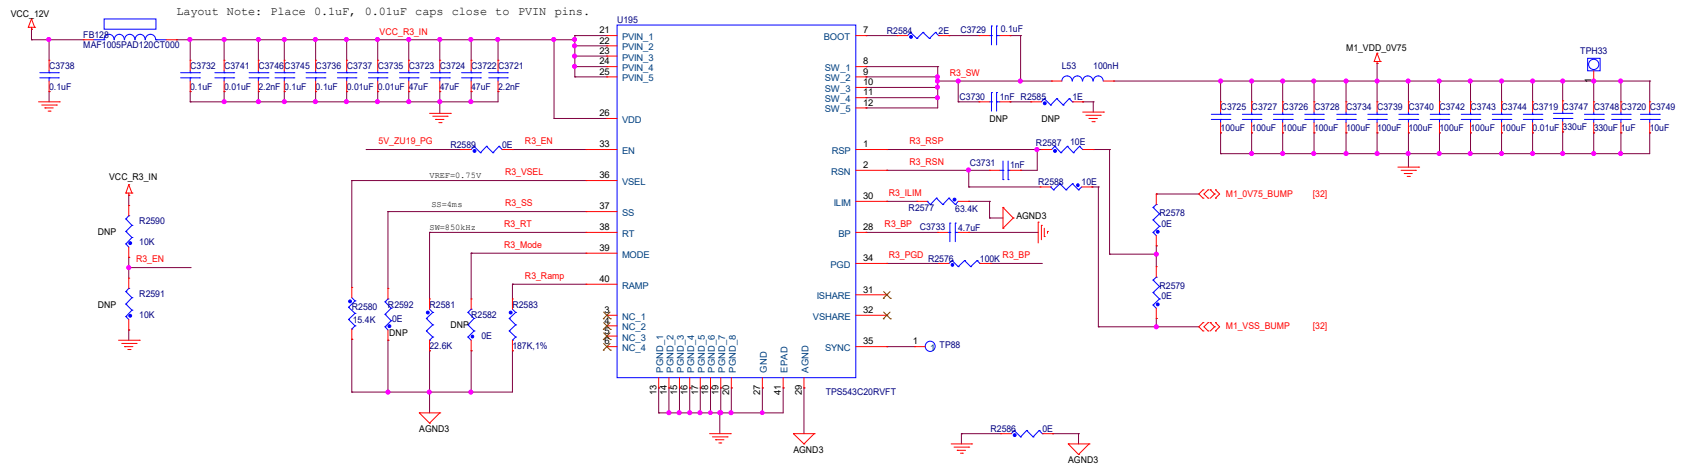 Layout Note: Place 0.1uF, 0.01uF caps close to PVIN pins.
VCC_12V
FB128
MAF1005PAD120CT000
VCC_R3_IN
C3738
0.1uF
C3732
0.1uF
C3741
0.01uF
C3746
2.2nF
C3745
0.1uF
C3736
0.1uF
C3737
0.01uF
C3735
0.01uF
C3723
47uF
C3724
47uF
C3722
47uF
C3721
2.2nF
U195
21 PVIN_1
22 PVIN_2
23 PVIN_3
24 PVIN_4
25 PVIN_5
26 VDD
5V_ZU19_PG
R2589
0E
R3_EN
33 EN
VREF=0.75V
R3_VSEL
36 VSEL
SS=4ms
R3_SS
37 SS
SW=850kHz
R3_RT
38 RT
R3_Mode
39 MODE
R3_Ramp
40 RAMP
3 NC_1
NC_2
NC_3
NC_4
R2580
15.4K
R2592
0E
DNP
R2581
22.6K
R2582
DNP
0E
R2583
187K,1%
AGND3
VCC_R3_IN
R2590
DNP
10K
R3_EN
R2591
DNP
10K
PGND_1
PGND_2
PGND_3
PGND_4
PGND_5
PGND_6
PGND_7
PGND_8
GND
EPAD
AGND
13
14
15
16
17
18
19
20
27
41
29
AGND3
TPS543C20RVFT
BOOT 7
R2584
2E
C3729
0.1uF
SW_1 8
SW_2 9
SW_3 10
SW_4 11
SW_5 12
R3_SW
L53
100nH
C3730
1nF
DNP
R2585
1E
DNP
RSP 1
R3_RSP
R2587
10E
RSN 2
R3_RSN
C3731
1nF
R2588
10E
ILIM 30
R3_ILIM
R2577
63.4K
AGND3
BP 28
R3_BP
C3733
4.7uF
PGD 34
R3_PGD
R2576
100K
R3_BP
ISHARE 31
VSHARE 32
SYNC 35
1
TP88
1
R2586
0E
AGND3
M1_VDD_0V75
TPH33
1
C3725
100uF
C3727
100uF
C3726
100uF
C3728
100uF
C3734
100uF
C3739
100uF
C3740
100uF
C3742
100uF
C3743
100uF
C3744
100uF
C3719
0.01uF
C3747
330uF
C3748
330uF
C3720
1uF
C3749
10uF
M1_0V75_BUMP [32]
R2578
0E
R2579
0E
M1_VSS_BUMP [32]